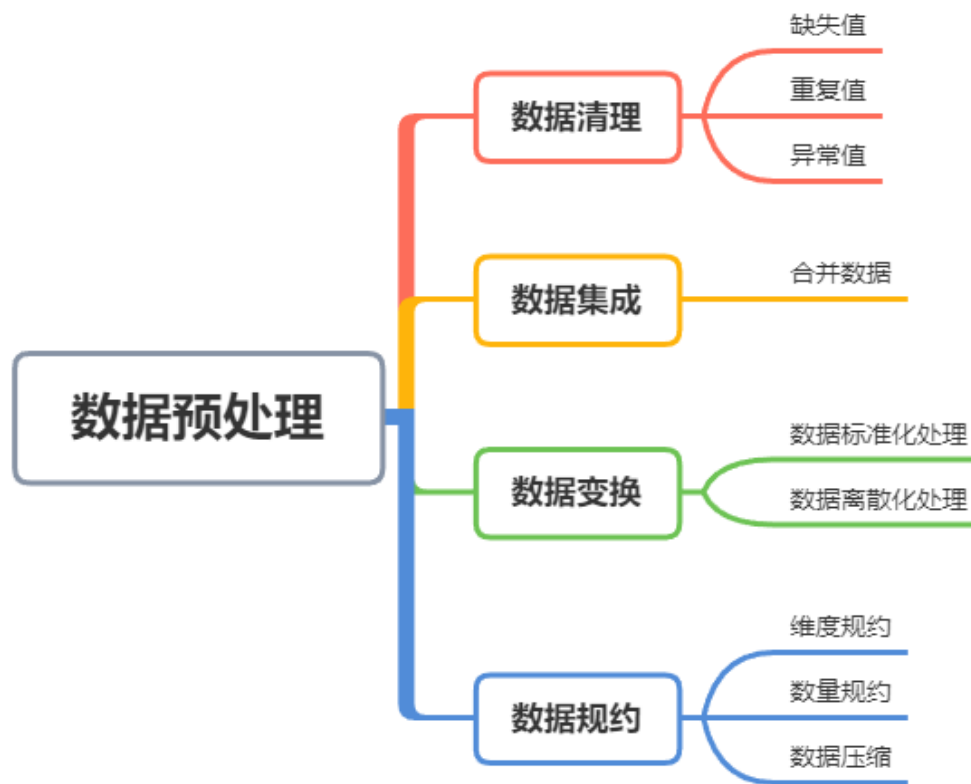 数据预处理
数据清理
缺失值
重复值
异常值
数据集成
合并数据
数据变换
数据标准化处理
数据离散化处理
数据规约
维度规约
数量规约
数据压缩